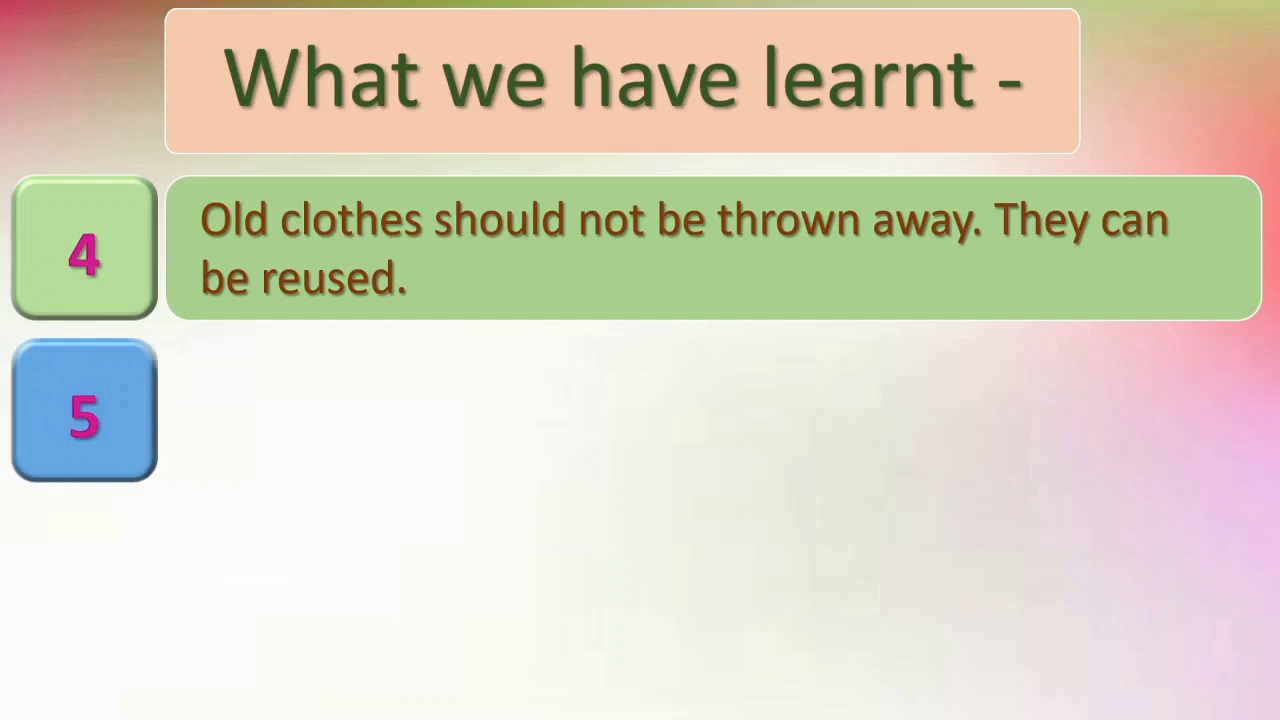 What we have learnt -
4
Old clothes should not be thrown away. They can
be reused.
5